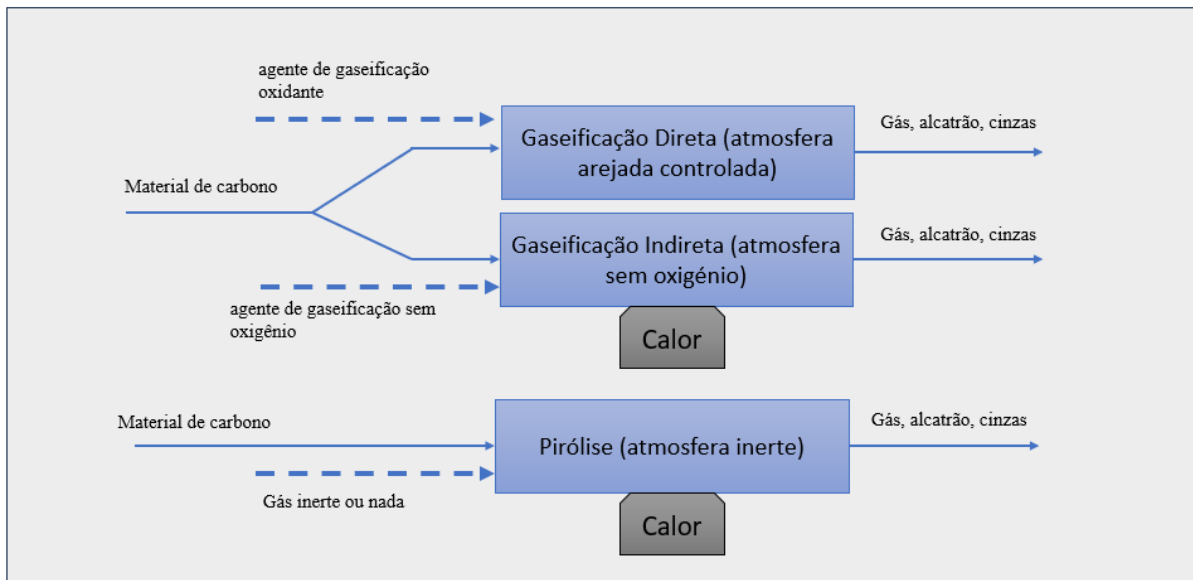 agente de gaseificação
oxidante
Gaseificação Direta (atmosfera
arejada controlada)
Gás, alcatrão, cinzas
Material de carbono
Gaseificação Indireta (atmosfera
sem oxigénio)
Gás, alcatrão, cinzas
agente de gaseificação sem
oxigênio
Calor
Material de carbono
Pirólise (atmosfera inerte)
Gás, alcatrão, cinzas
Gás inerte ou nada
Calor